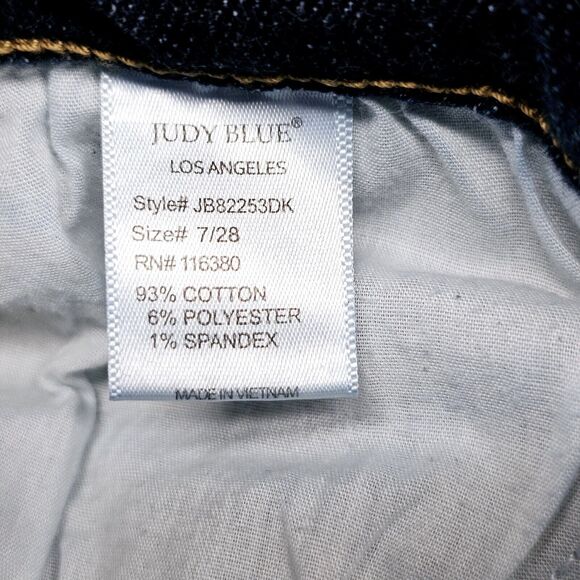 JUDY BLUE®
LOS ANGELES
Style# JB82253DK
Size# 7/28
RN# 116380
93% COTTON
6% POLYESTER
1% SPANDEX
MADE IN VIETNAM